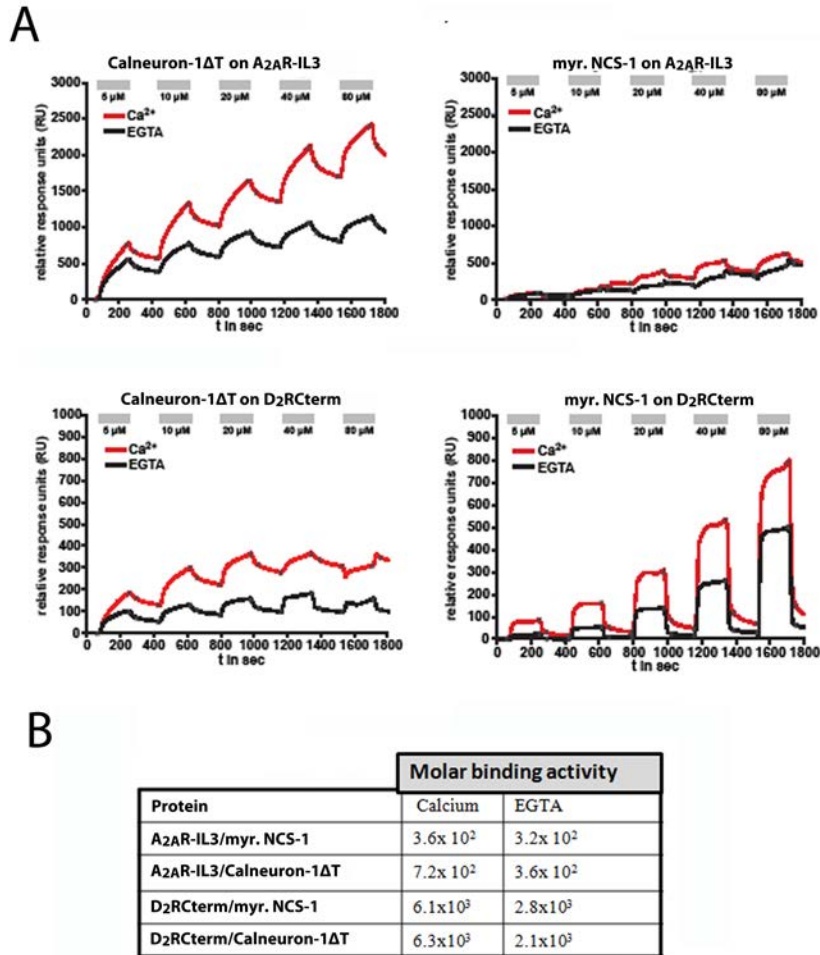 A
Calneuron-1ΔT on A2AR-IL3
5 µM 10 µM 20 µM 40 µM 80 µM
Ca²⁺
EGTA
relative response units (RU)
3000
2500
2000
1500
1000
500
0
0 200 400 600 800 1000 1200 1400 1600 1800
t in sec
myr. NCS-1 on A2AR-IL3
5 µM 10 µM 20 µM 40 µM 80 µM
Ca²⁺
EGTA
relative response units (RU)
3000
2500
2000
1500
1000
500
0
0 200 400 600 800 1000 1200 1400 1600 1800
t in sec
Calneuron-1ΔT on D2RCterm
5 µM 10 µM 20 µM 40 µM 80 µM
Ca²⁺
EGTA
relative response units (RU)
1000
900
800
700
600
500
400
300
200
100
0
0 200 400 600 800 1000 1200 1400 1600 1800
t in sec
myr. NCS-1 on D2RCterm
5 µM 10 µM 20 µM 40 µM 80 µM
Ca²⁺
EGTA
relative response units (RU)
1000
900
800
700
600
500
400
300
200
100
0
0 200 400 600 800 1000 1200 1400 1600 1800
t in sec
B
Molar binding activity
Protein Calcium EGTA
A2AR-IL3/myr. NCS-1 3.6x 10² 3.2x 10²
A2AR-IL3/Calneuron-1ΔT 7.2x 10² 3.6x 10²
D2RCterm/myr. NCS-1 6.1x10³ 2.8x10³
D2RCterm/Calneuron-1ΔT 6.3x10³ 2.1x10³